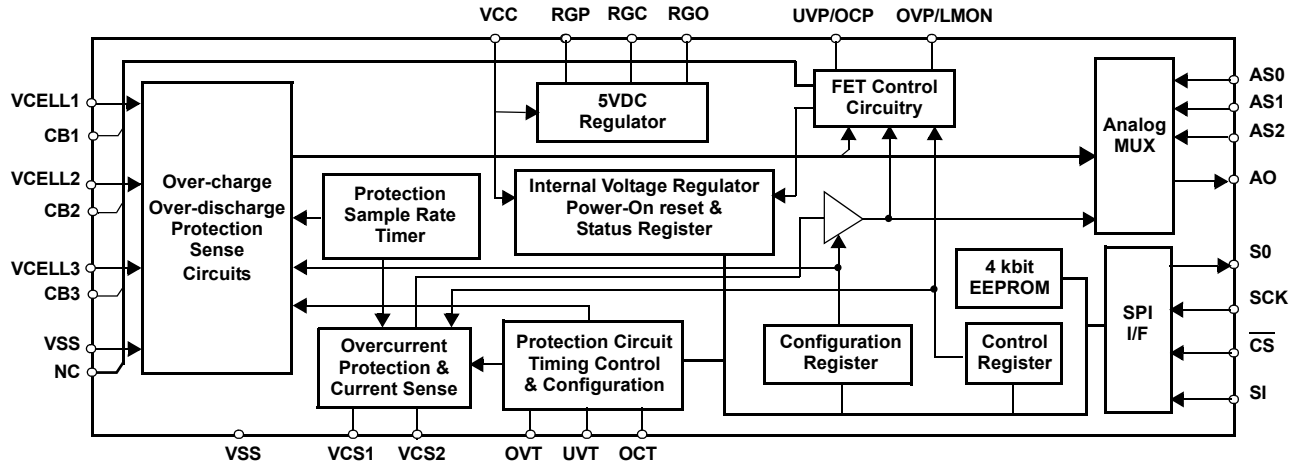 VCC RGP RGC RGO UVP/OCP OVP/LMON
VCELL1
CB1
VCELL2
CB2
VCELL3
CB3
VSS
NC
Over-charge
Over-discharge
Protection
Sense
Circuits
Protection
Sample Rate
Timer
5VDC
Regulator
Internal Voltage Regulator
Power-On reset &
Status Register
FET Control
Circuitry
Analog
MUX
AS0
AS1
AS2
AO
4 kbit
EEPROM
SPI
I/F
S0
SCK
CS
SI
Overcurrent
Protection &
Current Sense
Protection Circuit
Timing Control
& Configuration
Configuration
Register
Control
Register
VSS VCS1 VCS2 OVT UVT OCT